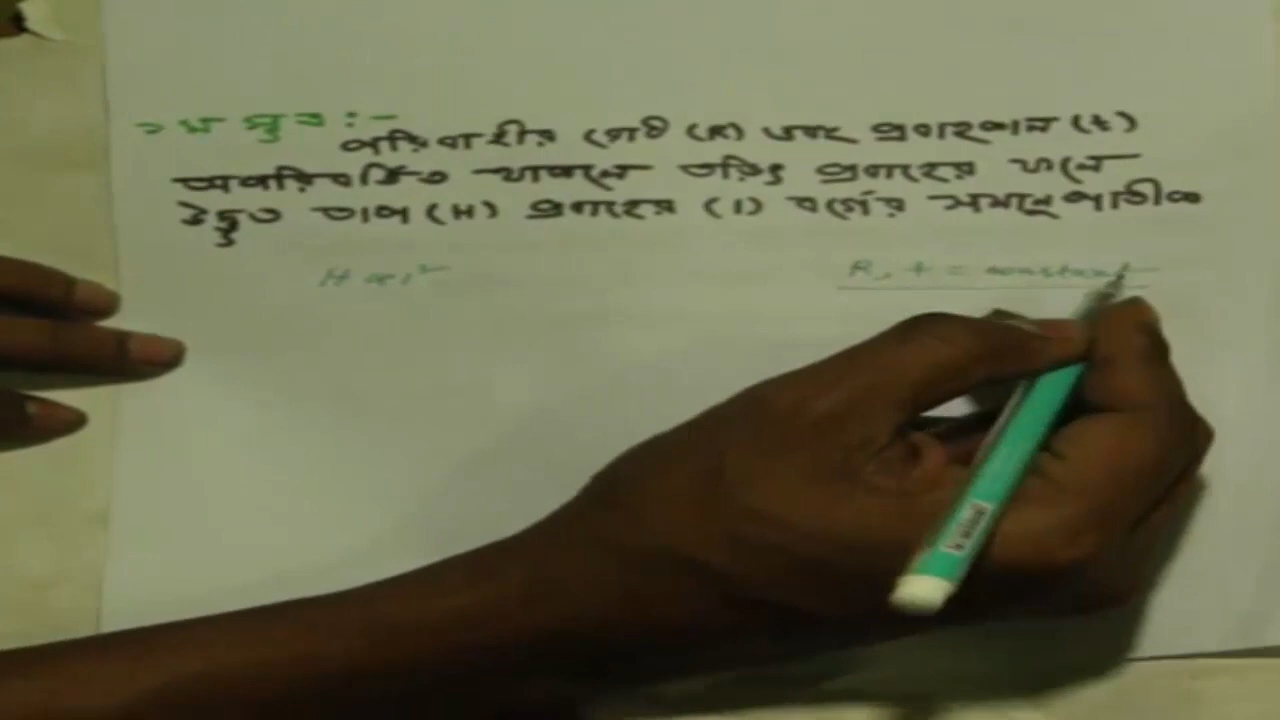 ১ম সূত্র :-
পরিবাহীর রোধ (R) এবং প্রবাহকাল (t)
অপরিবর্তিত থাকলে তড়িৎ প্রবাহের ফলে
উদ্ভুত তাপ (H) প্রবাহের (I) বর্গের সমানুপাতিক
H ∝ I² R, t = constant